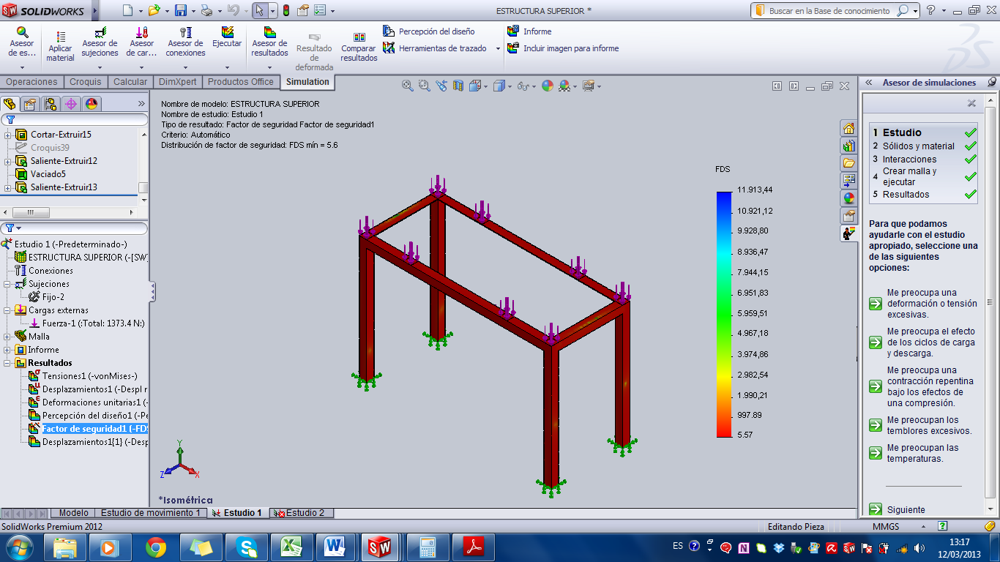 SOLIDWORKS
ESTRUCTURA SUPERIOR *
Buscar en la Base de conocimiento
Asesor de es...
Aplicar material
Asesor de sujeciones
Asesor de car...
Asesor de conexiones
Ejecutar
Asesor de resultados
Resultado de deformada
Comparar resultados
Percepción del diseño
Herramientas de trazado
Informe
Incluir imagen para informe
Operaciones
Croquis
Calcular
DimXpert
Productos Office
Simulation
Cortar-Extruir15
Croquis39
Saliente-Extruir12
Vaciado5
Saliente-Extruir13
Estudio 1 (-Predeterminado-)
ESTRUCTURA SUPERIOR (-[SW]
Conexiones
Sujeciones
Fijo-2
Cargas externas
Fuerza-1 (:Total: 1373.4 N:)
Malla
Informe
Resultados
Tensiones1 (-vonMises-)
Desplazamientos1 (-Despl r
Deformaciones unitarias1 (-
Percepción del diseño1 (-Pe
Factor de seguridad1 (-FDS
Desplazamientos1[1] (-Desp
Nombre de modelo: ESTRUCTURA SUPERIOR
Nombre de estudio: Estudio 1
Tipo de resultado: Factor de seguridad Factor de seguridad1
Criterio: Automático
Distribución de factor de seguridad: FDS mín = 5.6
FDS
11.913,44
10.921,12
9.928,80
8.936,47
7.944,15
6.951,83
5.959,51
4.967,18
3.974,86
2.982,54
1.990,21
997.89
5.57
Y
Z
X
*Isométrica
Asesor de simulaciones
1 Estudio
2 Sólidos y material
3 Interacciones
4 Crear malla y ejecutar
5 Resultados
Para que podamos
ayudarle con el estudio
apropiado, seleccione una
de las siguientes
opciones:
Me preocupa una
deformación o tensión
excesivas.
Me preocupa el efecto
de los ciclos de carga
y descarga.
Me preocupa una
contracción repentina
bajo los efectos de
una compresión.
Me preocupan los
temblores excesivos.
Me preocupan las
temperaturas.
Siguiente
Modelo
Estudio de movimiento 1
Estudio 1
Estudio 2
SolidWorks Premium 2012
Editando Pieza
MMGS
ES
13:17
12/03/2013